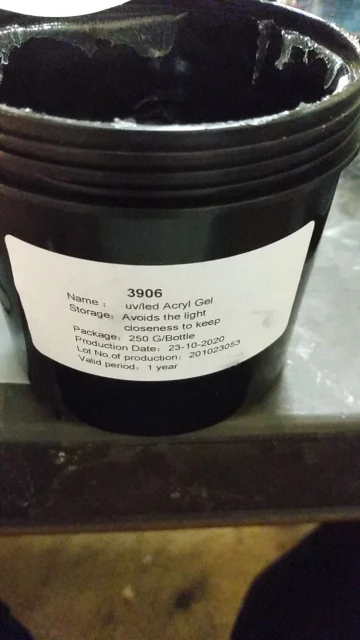 3906
Name： uv/led Acryl Gel
Storage： Avoids the light
closeness to keep
Package： 250 G/Bottle
Production Date： 23-10-2020
Lot No.of production： 201023053
Valid period： 1 year